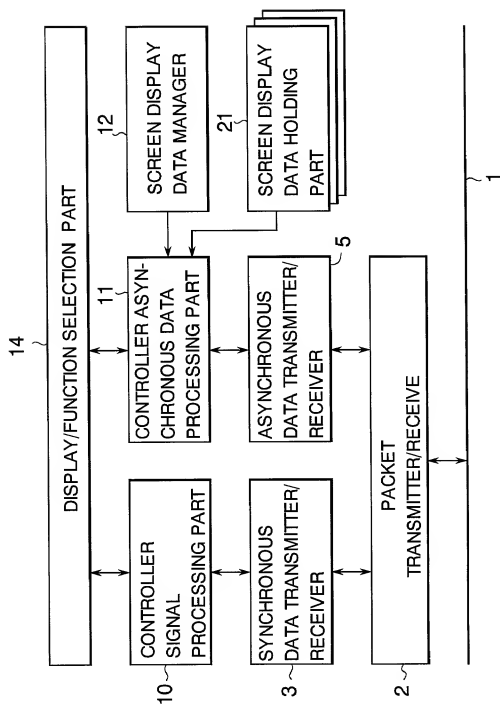 14
DISPLAY/FUNCTION SELECTION PART
10
CONTROLLER
SIGNAL
PROCESSING PART
11
CONTROLLER ASYN-
CHRONOUS DATA
PROCESSING PART
12
SCREEN DISPLAY
DATA MANAGER
3
SYNCHRONOUS
DATA TRANSMITTER/
RECEIVER
5
ASYNCHRONOUS
DATA TRANSMITTER/
RECEIVER
21
SCREEN DISPLAY
DATA HOLDING
PART
2
PACKET
TRANSMITTER/RECEIVE
1